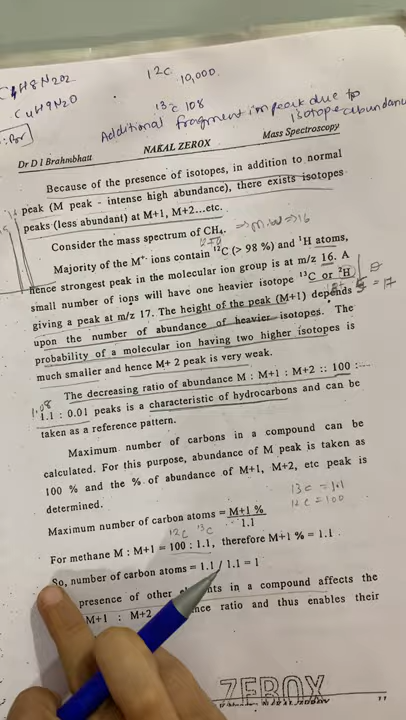 C4H8N2O2
C4H9N2O
12C 10,000
13C 108
Additional fragment in peak due to
isotope abundance
Dr D I Brahmbhatt NAKAL ZEROX Mass Spectroscopy
Because of the presence of isotopes, in addition to normal
peak (M peak - intense high abundance), there exists isotopes
peaks (less abundant) at M+1, M+2...etc.
Consider the mass spectrum of CH4. ⇒ m.w ⇒ 16
Majority of the M+ ions contain 12C (> 98 %) and 1H atoms,
hence strongest peak in the molecular ion group is at m/z 16. A
small number of ions will have one heavier isotope 13C or 2H
giving a peak at m/z 17. The height of the peak (M+1) depends = 17
upon the number of abundance of heavier isotopes. The
probability of a molecular ion having two higher isotopes is
much smaller and hence M+ 2 peak is very weak.
The decreasing ratio of abundance M : M+1 : M+2 :: 100 :
1.08
1.1 : 0.01 peaks is a characteristic of hydrocarbons and can be
taken as a reference pattern.
Maximum number of carbons in a compound can be
calculated. For this purpose, abundance of M peak is taken as
100 % and the % of abundance of M+1, M+2, etc peak is
determined.
13C = 1.1
12C = 100
Maximum number of carbon atoms = M+1 %
1.1
12C 13C
For methane M : M+1 = 100 : 1.1, therefore M+1 % = 1.1
So, number of carbon atoms = 1.1 / 1.1 = 1
presence of other in a compound affects the
M+1 : M+2 ratio and thus enables their
ZEROX